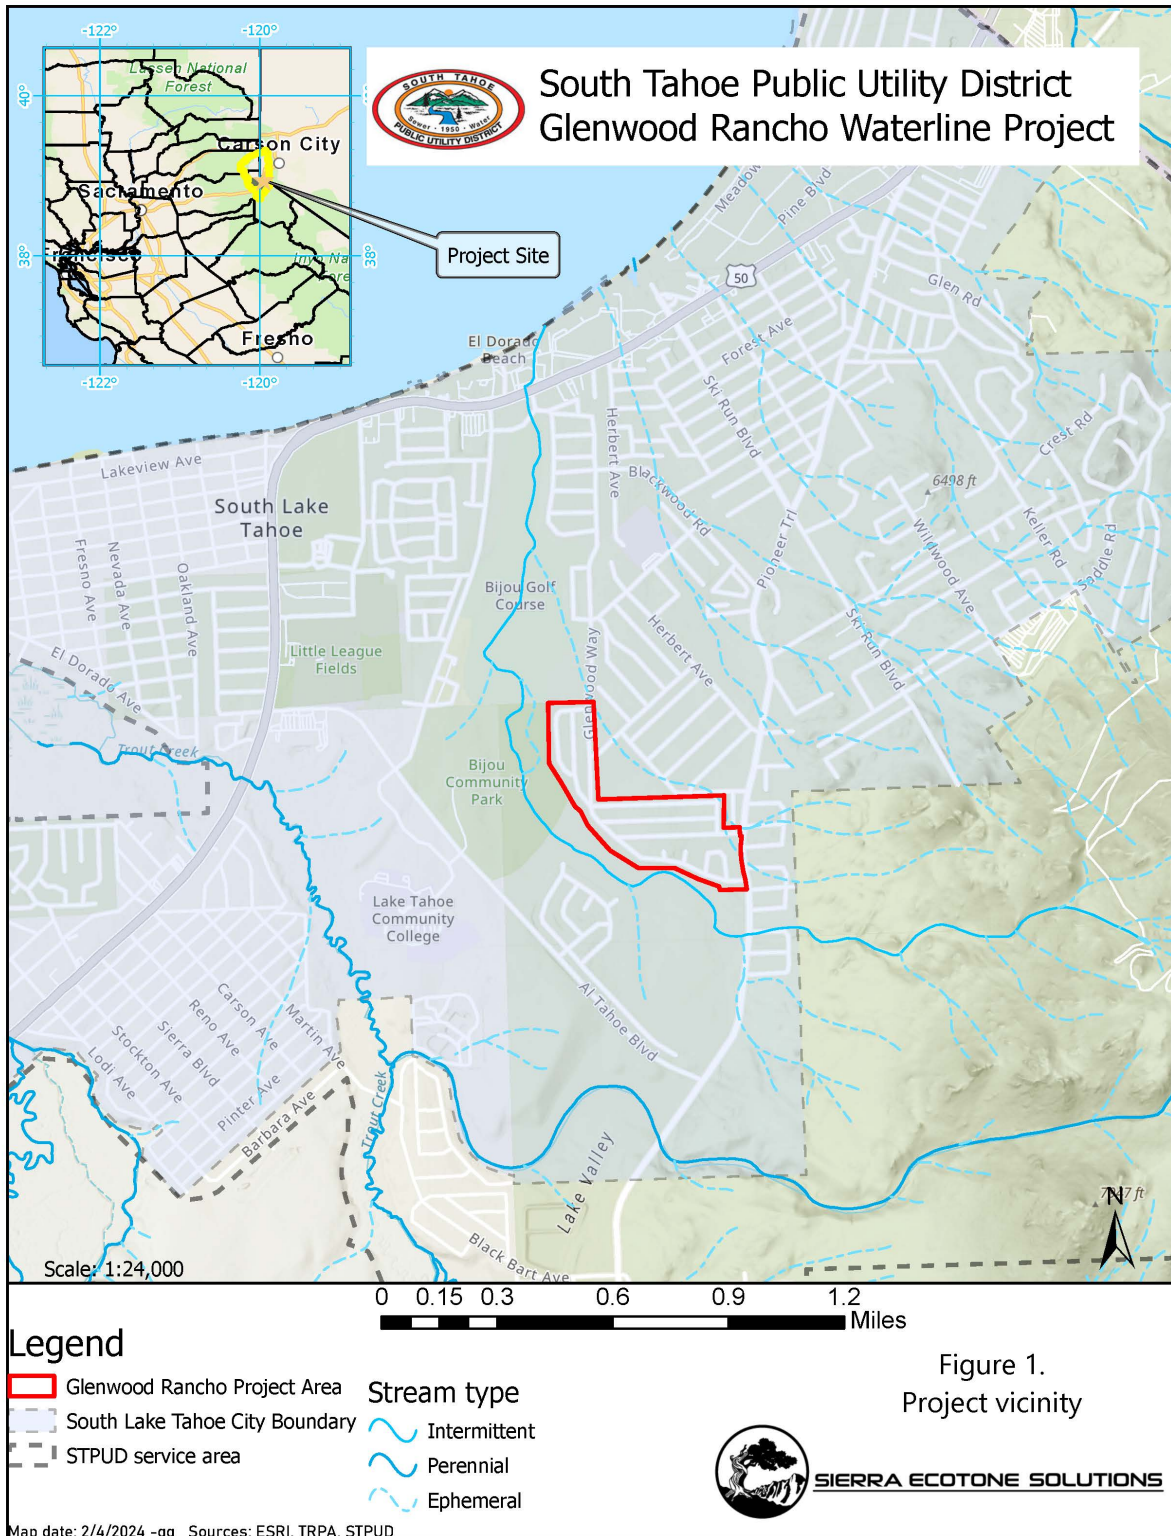 -122°
-120°
40°
38°
38°
-122°
-120°
Lassen National
Forest
Carson City
Sacramento
Francisco
Inyo Na
Fore
Fresno
Project Site
SOUTH TAHOE
Sewer - 1950 - Water
PUBLIC UTILITY DISTRICT
South Tahoe Public Utility District
Glenwood Rancho Waterline Project
Meadow
Pine Blvd
50
Glen Rd
El Dorado
Beach
Forest Ave
Ski Run Blvd
Herbert Ave
Crest Rd
Lakeview Ave
Blackwood Rd
6498 ft
South Lake
Tahoe
Keller Rd
Pioneer Trl
Wildwood Ave
Saddle Rd
Fresno Ave
Nevada Ave
Oakland Ave
Bijou Golf
Course
Ski Run Blvd
Herbert Ave
Little League
Fields
Glenwood Way
El Dorado Ave
Trout Creek
Bijou
Community
Park
Lake Tahoe
Community
College
Al Tahoe Blvd
Carson Ave
Reno Ave
Martin Ave
Sierra Blvd
Stockton Ave
Lodi Ave
Pinter Ave
Barbara Ave
Trout Creek
Lake Valley
Black Bart Ave
N
Scale: 1:24,000
0 0.15 0.3 0.6 0.9 1.2
Miles
Legend
Glenwood Rancho Project Area
South Lake Tahoe City Boundary
STPUD service area
Stream type
Intermittent
Perennial
Ephemeral
Figure 1.
Project vicinity
SIERRA ECOTONE SOLUTIONS
Map date: 2/4/2024 -gg Sources: ESRI, TRPA, STPUD